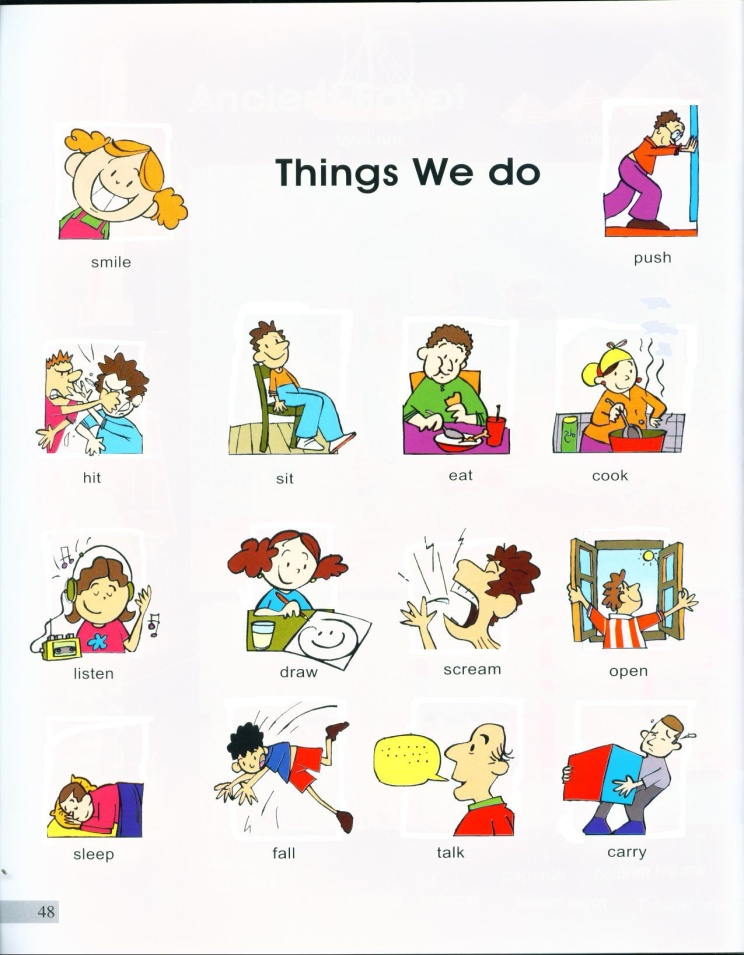 Things We do
smile
push
hit
sit
eat
cook
listen
draw
scream
open
sleep
fall
talk
carry
48